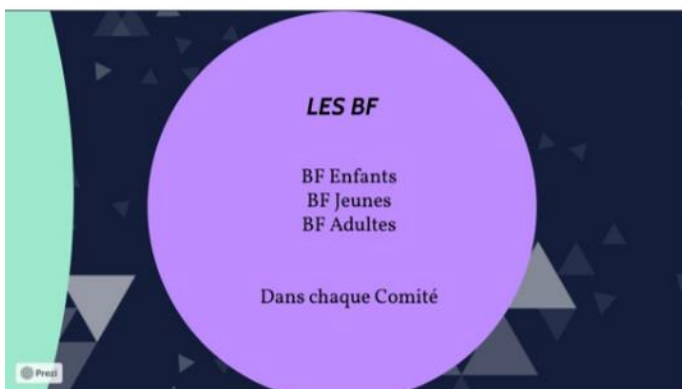 LES BF
BF Enfants
BF Jeunes
BF Adultes
Dans chaque Comité
Prezi